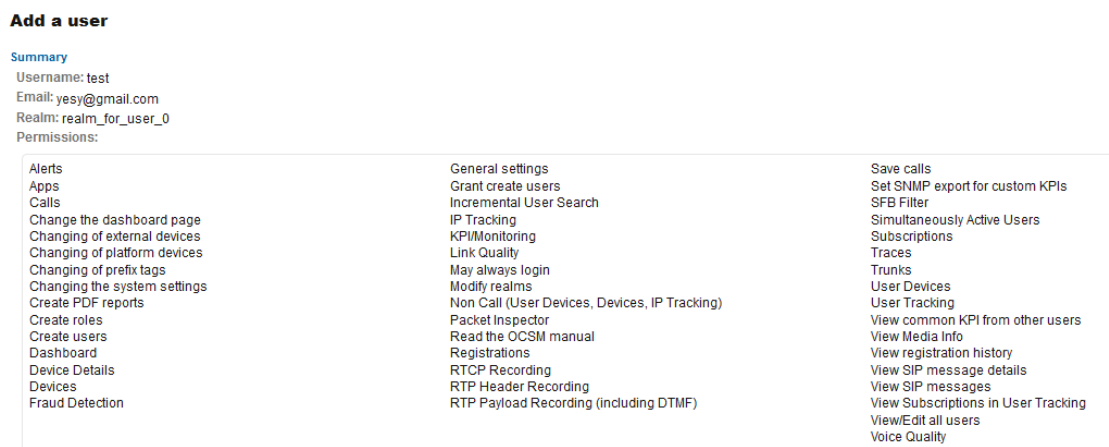 Add a user
Summary
Username: test
Email: yesy@gmail.com
Realm: realm_for_user_0
Permissions:
Alerts
Apps
Calls
Change the dashboard page
Changing of external devices
Changing of platform devices
Changing of prefix tags
Changing the system settings
Create PDF reports
Create roles
Create users
Dashboard
Device Details
Devices
Fraud Detection
General settings
Grant create users
Incremental User Search
IP Tracking
KPI/Monitoring
Link Quality
May always login
Modify realms
Non Call (User Devices, Devices, IP Tracking)
Packet Inspector
Read the OCSM manual
Registrations
RTCP Recording
RTP Header Recording
RTP Payload Recording (including DTMF)
Save calls
Set SNMP export for custom KPIs
SFB Filter
Simultaneously Active Users
Subscriptions
Traces
Trunks
User Devices
User Tracking
View common KPI from other users
View Media Info
View registration history
View SIP message details
View SIP messages
View Subscriptions in User Tracking
View/Edit all users
Voice Quality